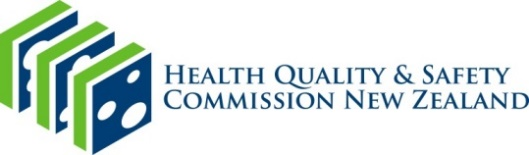 HEALTH QUALITY & SAFETY
COMMISSION NEW ZEALAND